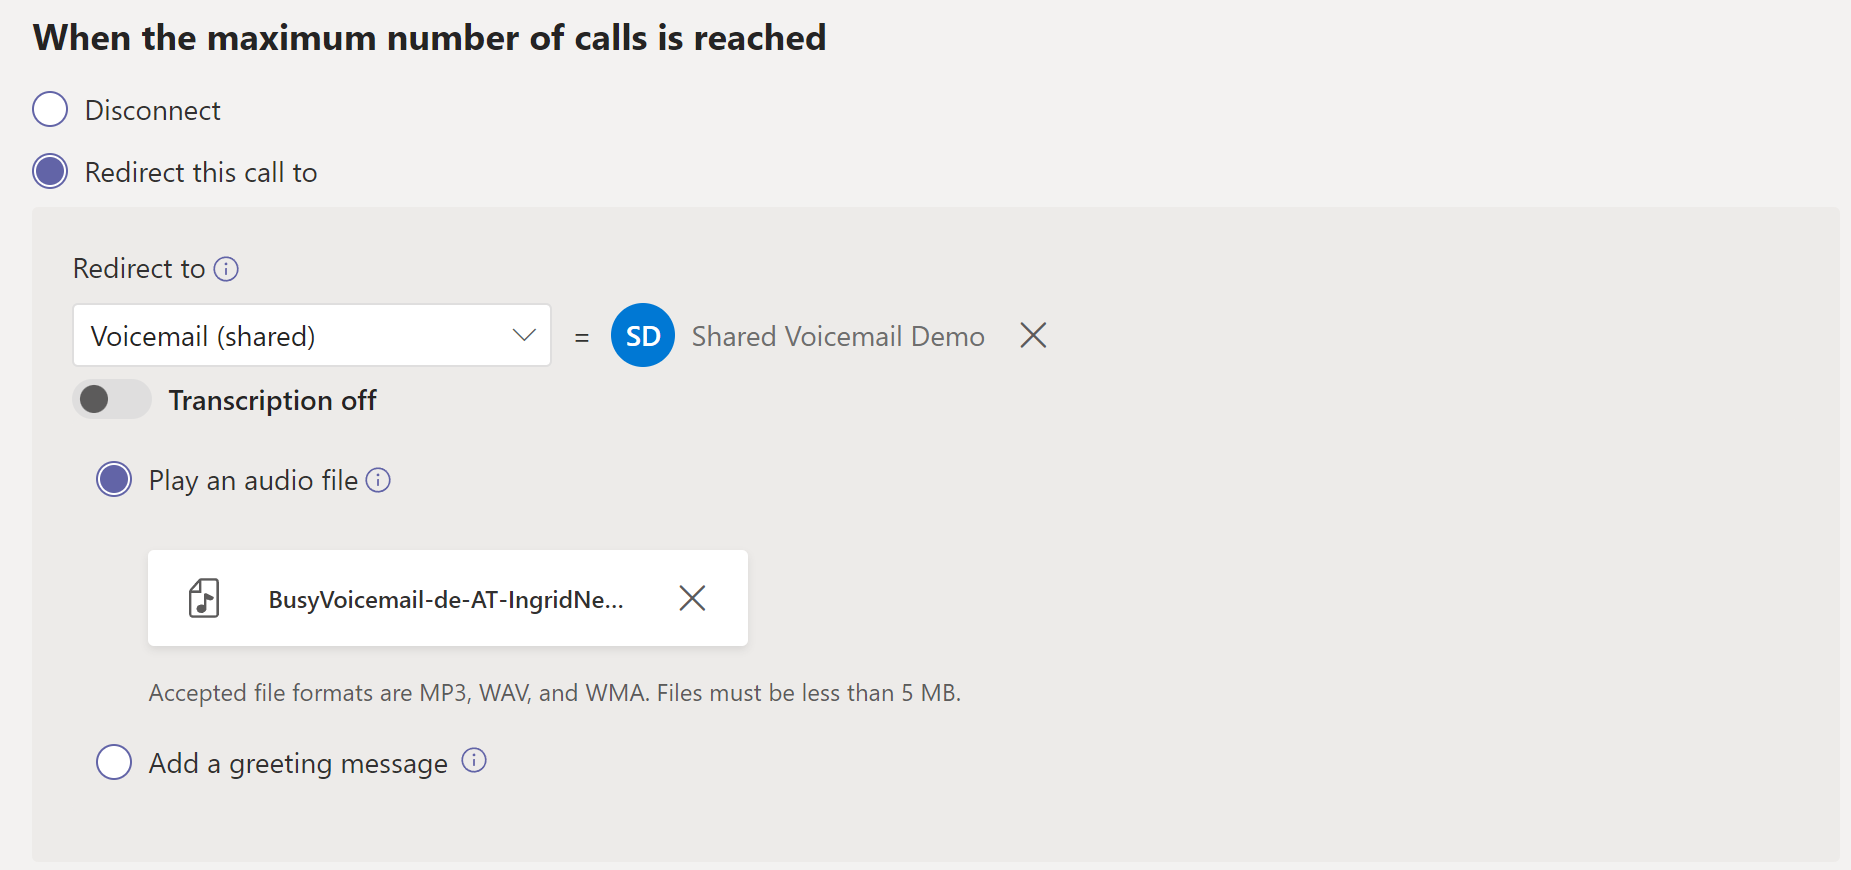 When the maximum number of calls is reached
Disconnect
Redirect this call to
Redirect to
Voicemail (shared) = SD Shared Voicemail Demo
Transcription off
Play an audio file
BusyVoicemail-de-AT-IngridNe...
Accepted file formats are MP3, WAV, and WMA. Files must be less than 5 MB.
Add a greeting message